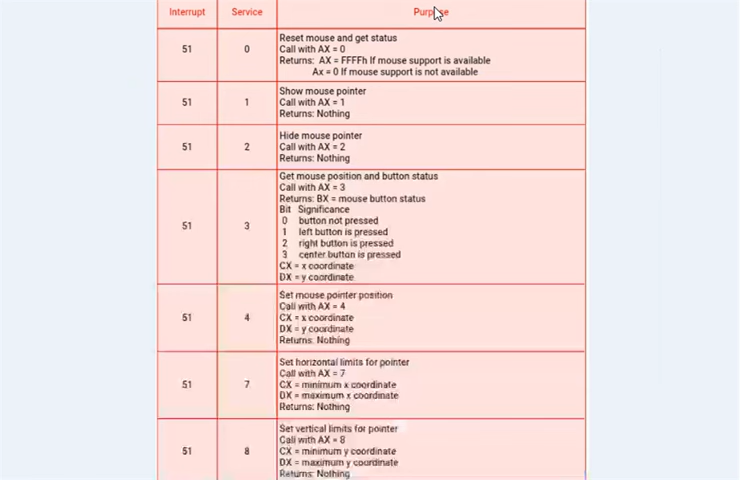 Interrupt Service Purpose
51 0 Reset mouse and get status
Call with AX = 0
Returns: AX = FFFFh If mouse support is available
Ax = 0 If mouse support is not available
51 1 Show mouse pointer
Call with AX = 1
Returns: Nothing
51 2 Hide mouse pointer
Call with AX = 2
Returns: Nothing
51 3 Get mouse position and button status
Call with AX = 3
Returns: BX = mouse button status
Bit Significance
0 button not pressed
1 left button is pressed
2 right button is pressed
3 center button is pressed
CX = x coordinate
DX = y coordinate
51 4 Set mouse pointer position
Call with AX = 4
CX = x coordinate
DX = y coordinate
Returns: Nothing
51 7 Set horizontal limits for pointer
Call with AX = 7
CX = minimum x coordinate
DX = maximum x coordinate
Returns: Nothing
51 8 Set vertical limits for pointer
Call with AX = 8
CX = minimum y coordinate
DX = maximum y coordinate
Returns: Nothing